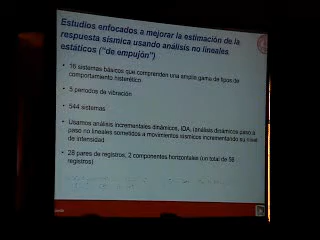 Estudios enfocados a mejorar la estimación de la
respuesta sísmica usando análisis no lineales
estáticos ("de empujón")
• 16 sistemas básicos que comprenden una amplia gama de tipos de
comportamiento histerético
• 5 periodos de vibración
• 544 sistemas
• Usamos análisis incrementales dinámicos, IDA, (análisis dinámicos paso a
paso no lineales sometidos a movimientos sísmicos incrementando su nivel
de intensidad)
• 28 pares de registros, 2 componentes horizontales (un total de 56
registros)